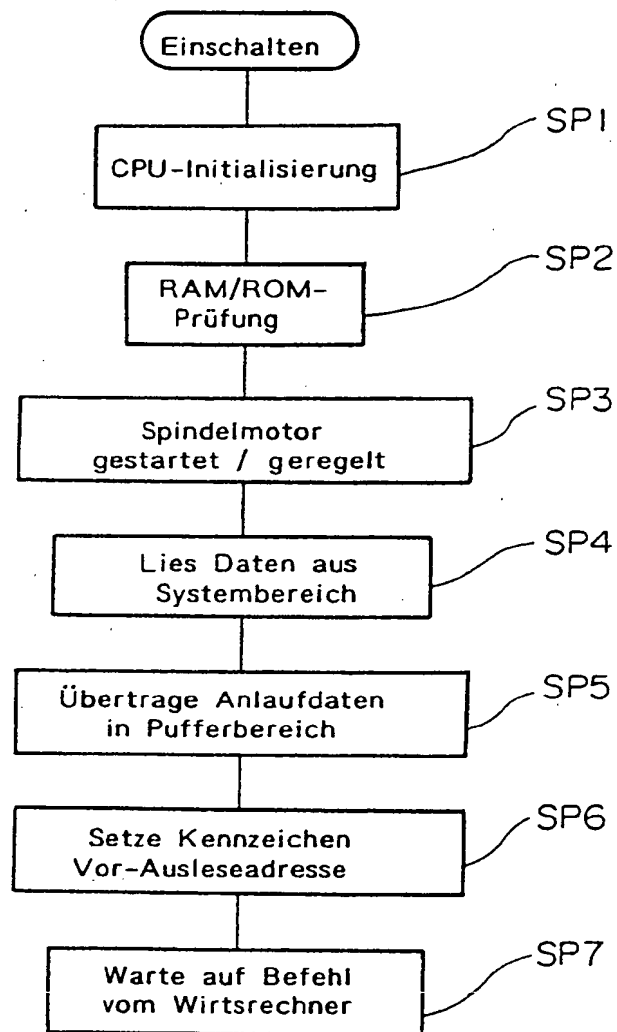 Einschalten
SP1
CPU-Initialisierung
SP2
RAM/ROM-
Prüfung
SP3
Spindelmotor
gestartet / geregelt
SP4
Lies Daten aus
Systembereich
SP5
Übertrage Anlaufdaten
in Pufferbereich
SP6
Setze Kennzeichen
Vor-Ausleseadresse
SP7
Warte auf Befehl
vom Wirtsrechner